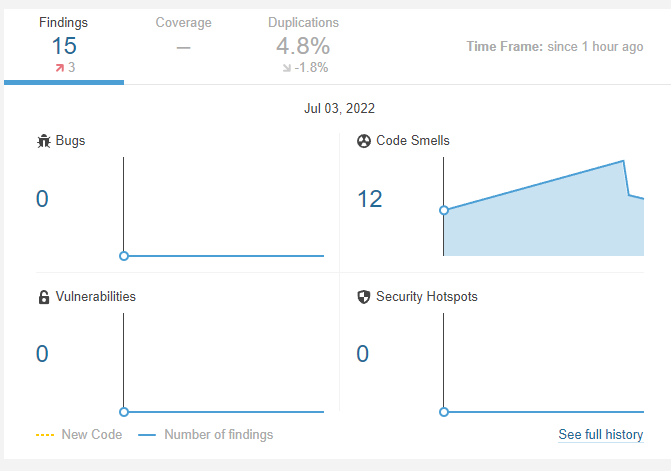 Findings
15
3
Coverage
–
Duplications
4.8%
-1.8%
Time Frame: since 1 hour ago
Jul 03, 2022
Bugs
0
Code Smells
12
Vulnerabilities
0
Security Hotspots
0
New Code
Number of findings
See full history